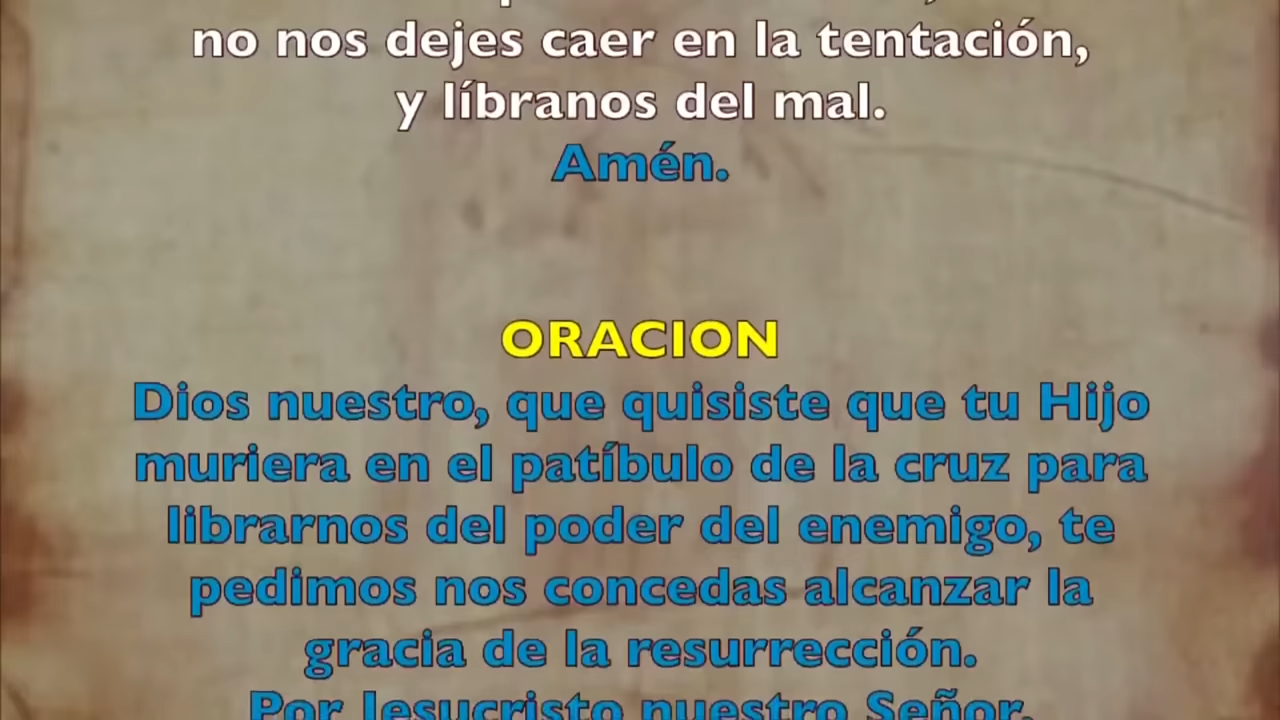 no nos dejes caer en la tentación,
y líbranos del mal.
Amén.
ORACION
Dios nuestro, que quisiste que tu Hijo
muriera en el patíbulo de la cruz para
librarnos del poder del enemigo, te
pedimos nos concedas alcanzar la
gracia de la resurrección.
Por Jesucristo nuestro Señor.